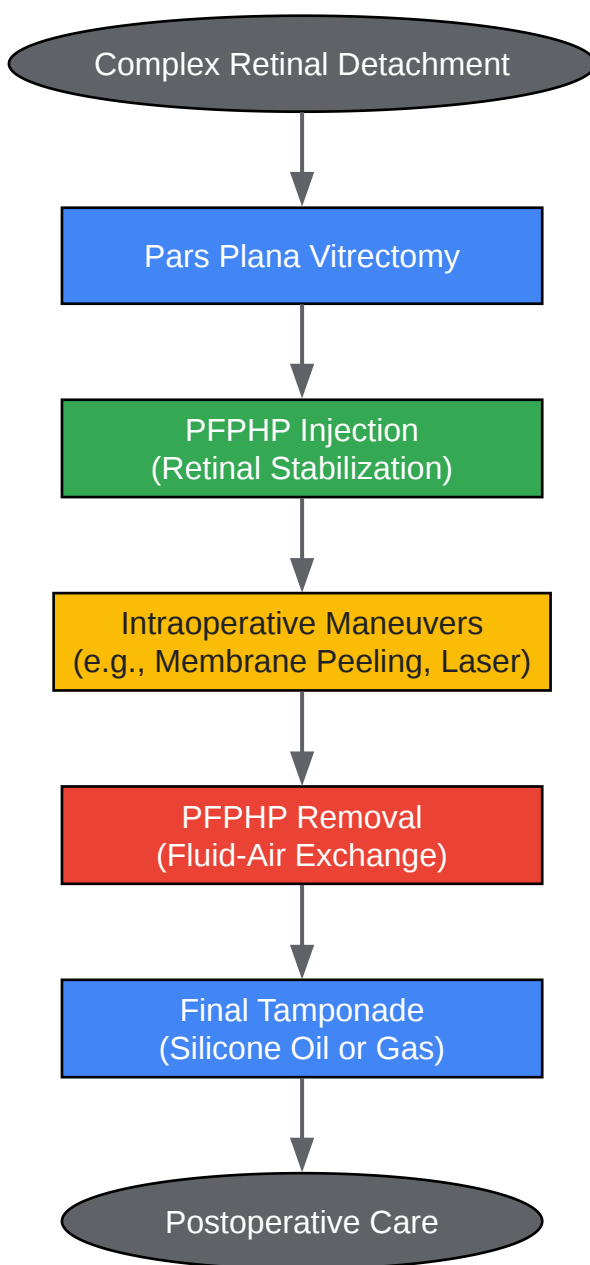 Complex Retinal Detachment
Pars Plana Vitrectomy
PFPHP Injection
(Retinal Stabilization)
Intraoperative Maneuvers
(e.g., Membrane Peeling, Laser)
PFPHP Removal
(Fluid-Air Exchange)
Final Tamponade
(Silicone Oil or Gas)
Postoperative Care